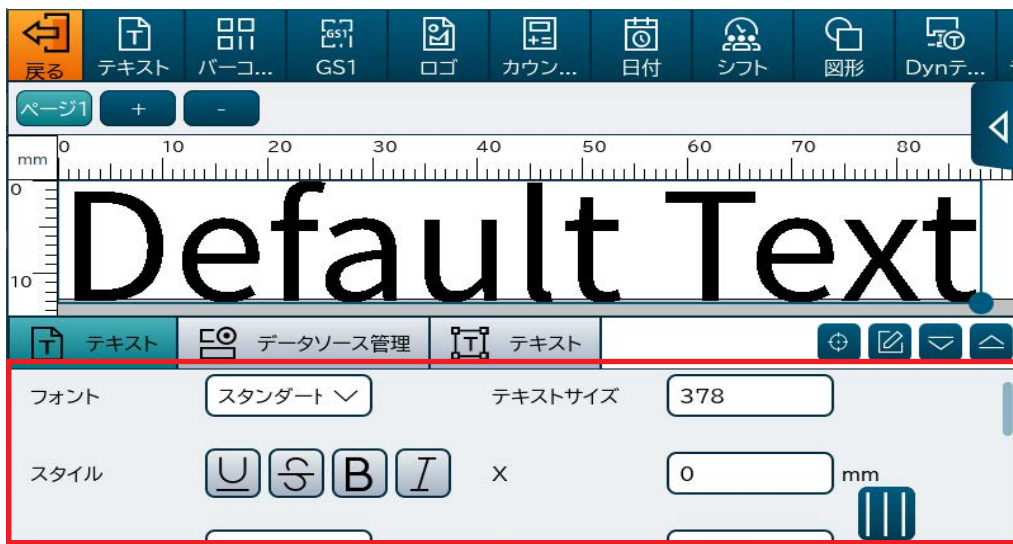 戻る テキスト バーコ... GS1 ロゴ カウン... 日付 シフト 図形 Dynテ...
ページ1 + -
mm 0 10 20 30 40 50 60 70 80
0
Default Text
10
テキスト データソース管理 テキスト
フォント スタンダート テキストサイズ 378
スタイル U S B I X 0 mm